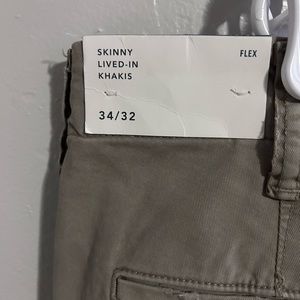 SKINNY FLEX
LIVED-IN
KHAKIS
34/32